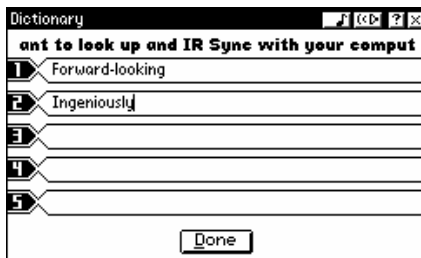 Dictionary
ant to look up and IR Sync with your comput
1 Forward-looking
2 Ingeniously
3
4
5
Done